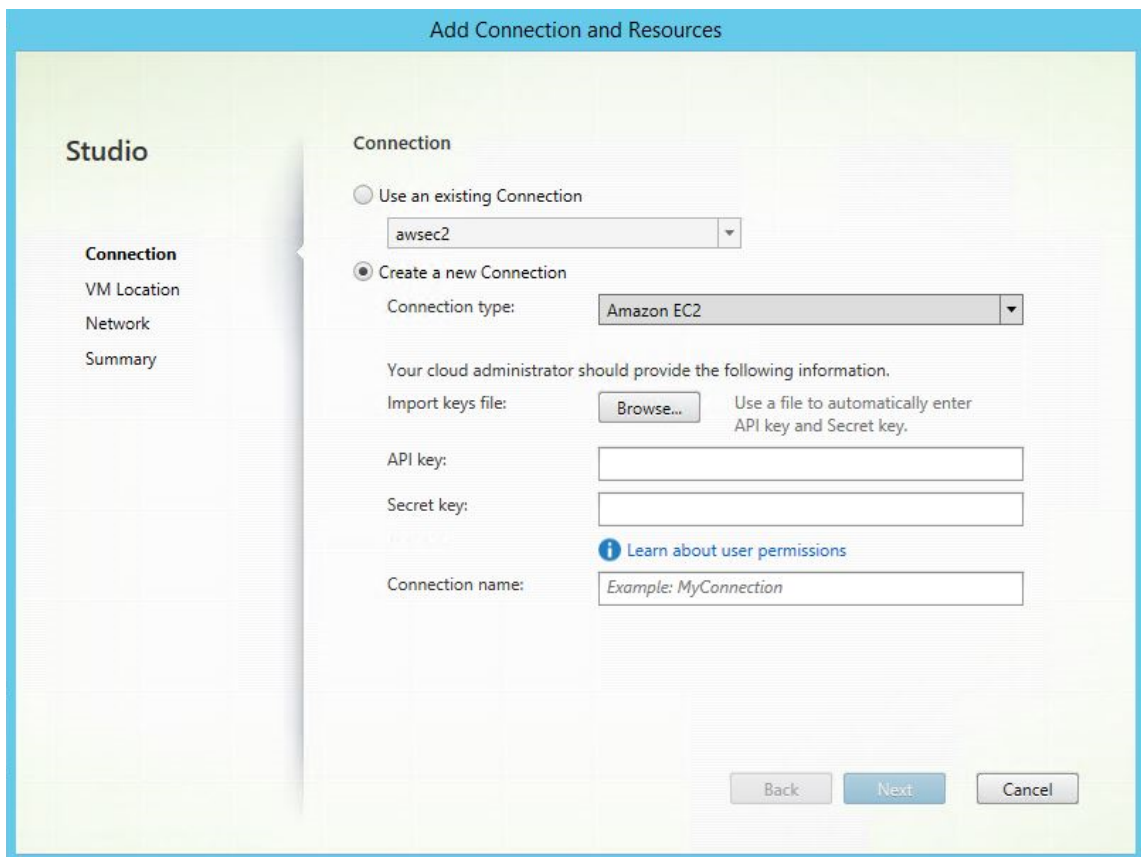 Add Connection and Resources
Studio
Connection
VM Location
Network
Summary
Connection
Use an existing Connection
awsec2
Create a new Connection
Connection type: Amazon EC2
Your cloud administrator should provide the following information.
Import keys file: Browse... Use a file to automatically enter
API key and Secret key.
API key:
Secret key:
Learn about user permissions
Connection name: Example: MyConnection
Back Next Cancel